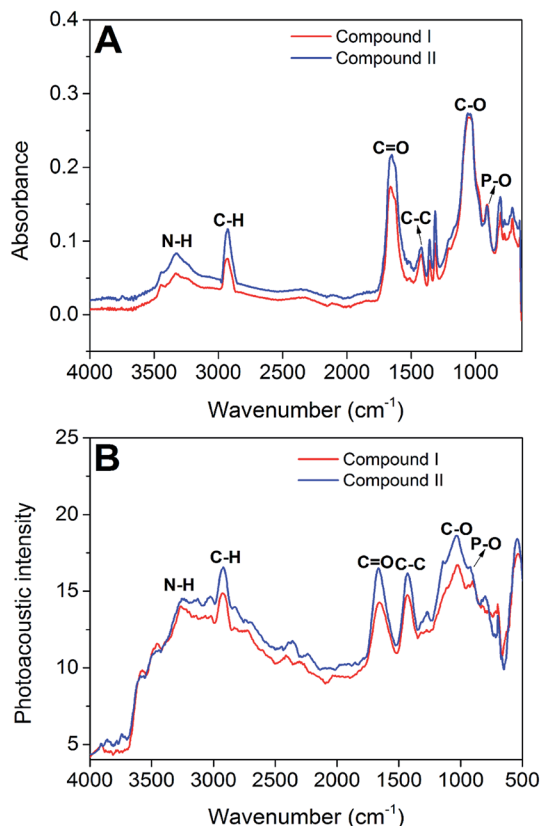 A
Compound I
Compound II
0.4
0.3
0.2
0.1
0.0
Absorbance
N-H
C-H
C=O
C-C
C-O
P-O
4000 3500 3000 2500 2000 1500 1000
Wavenumber (cm⁻¹)
B
Compound I
Compound II
25
20
15
10
5
Photoacoustic intensity
N-H
C-H
C=O
C-C
C-O
P-O
4000 3500 3000 2500 2000 1500 1000 500
Wavenumber (cm⁻¹)